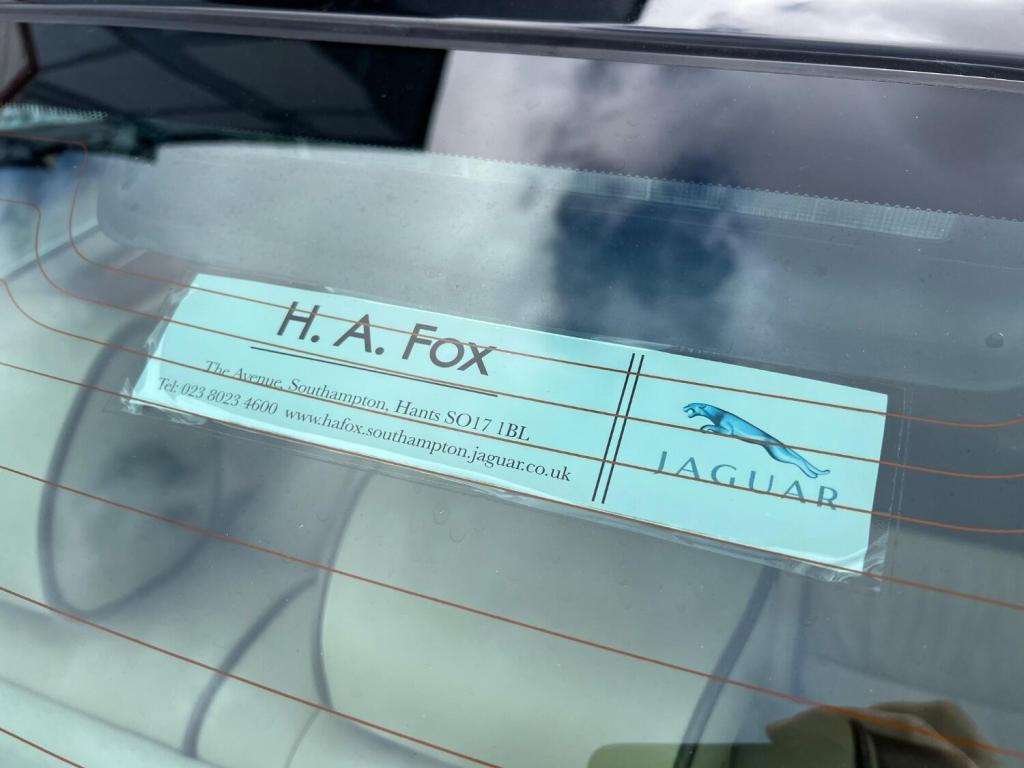 H. A. FOX
The Avenue, Southampton, Hants SO17 1BL
Tel: 023 8023 4600 www.hafox.southampton.jaguar.co.uk
JAGUAR